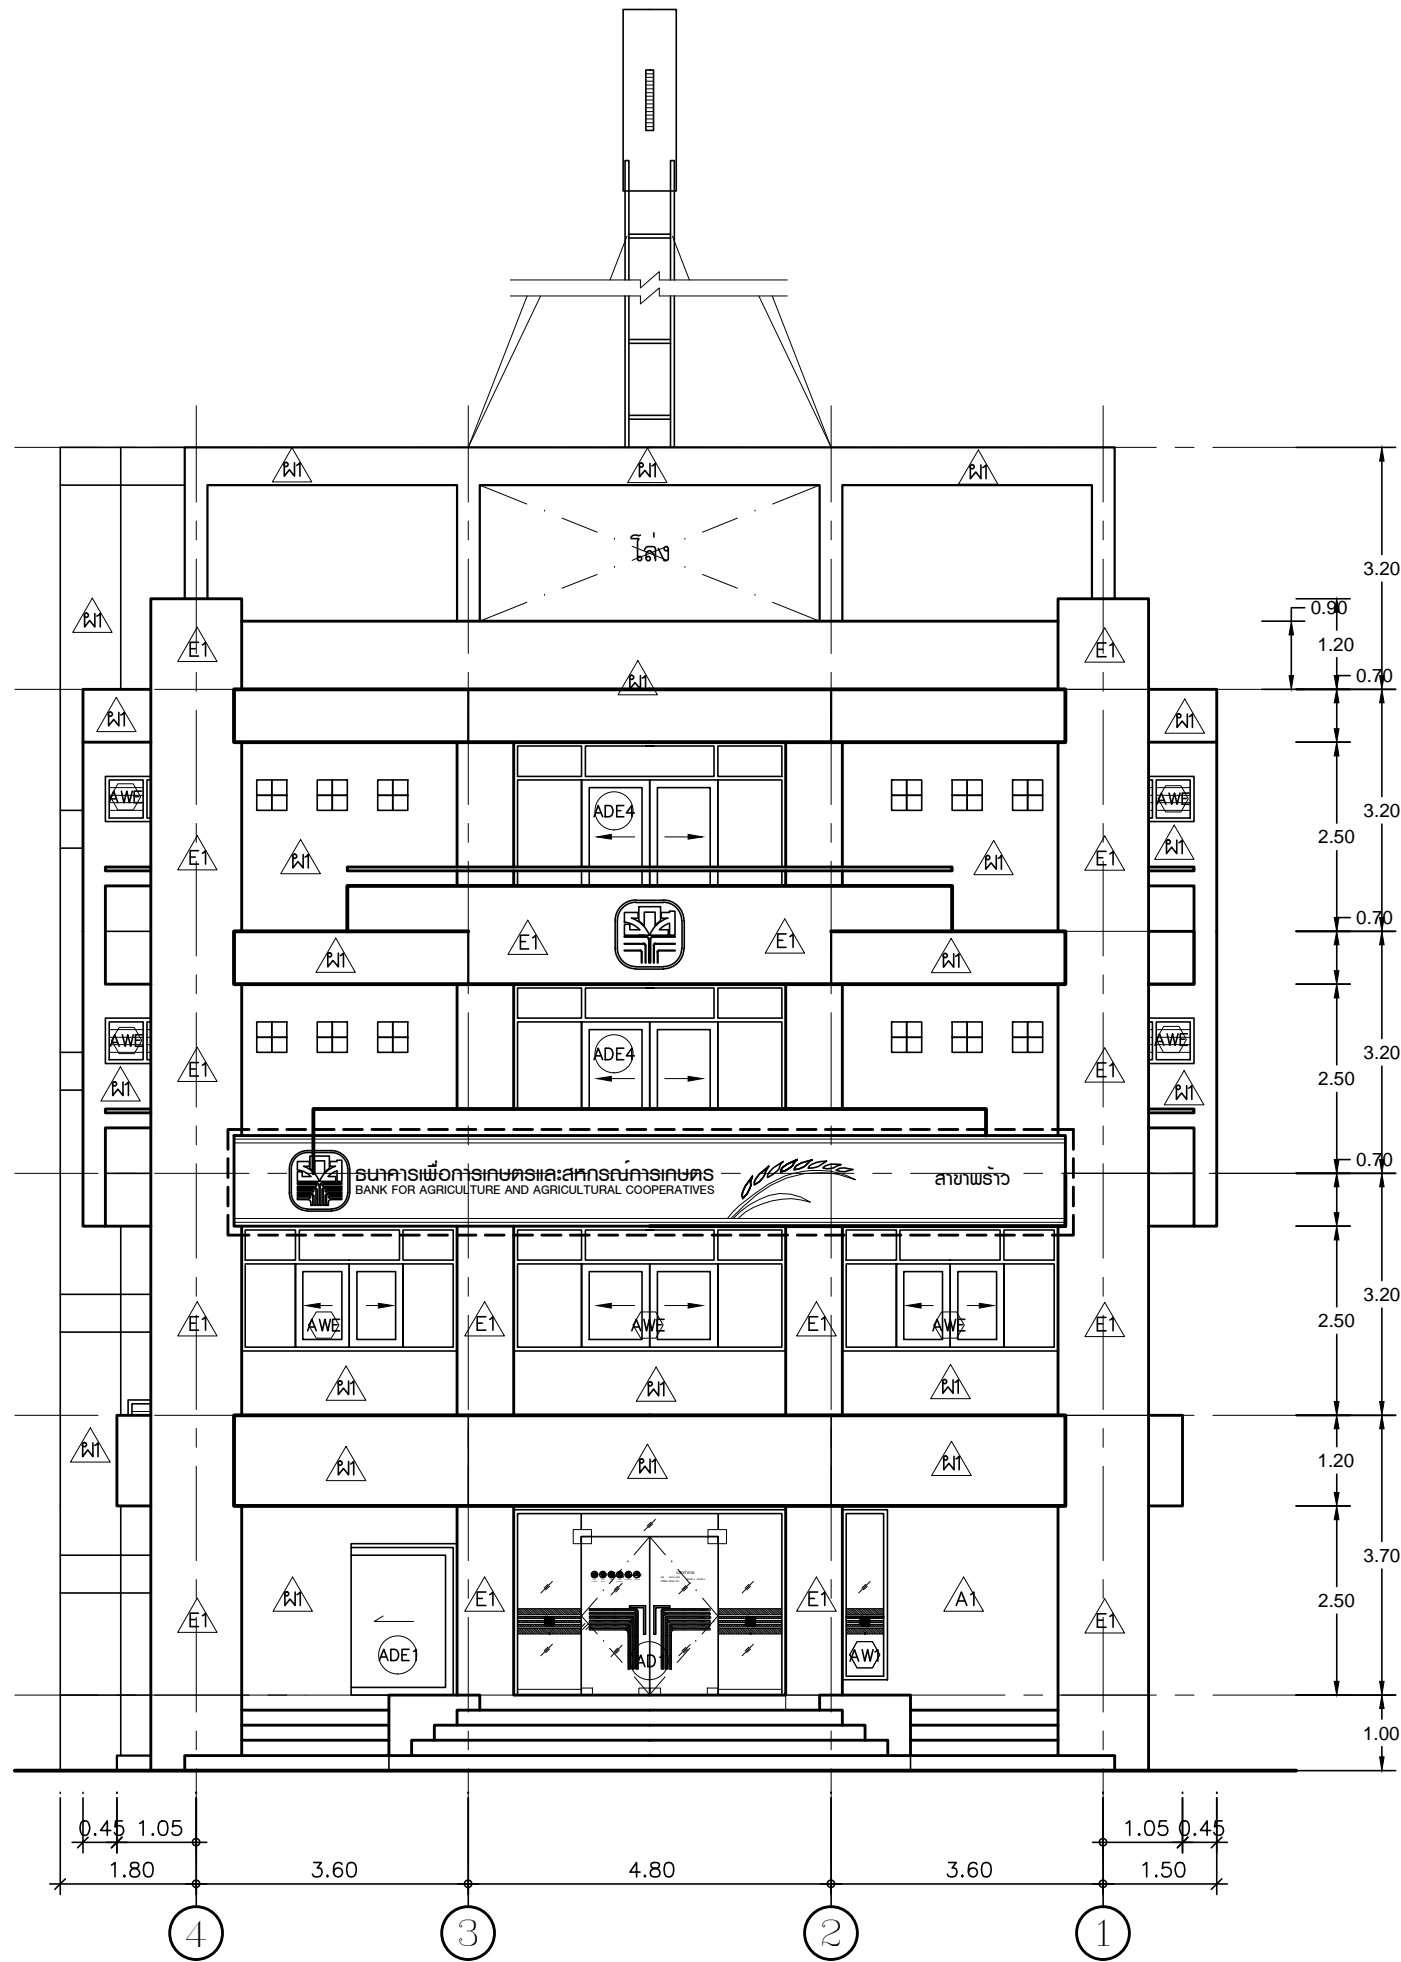 ผ1 ผ1 ผ1
โล่ง
3.20
0.90
ผ1
E1 E1
1.20
ผ1
0.70
ผ1 ผ1
AWE ADE4 AWE
3.20
2.50
E1 ผ1 ผ1 E1 ผ1
0.70
E1 E1
ผ1 ผ1
AWE ADE4 AWE
3.20
E1 E1
2.50
ผ1 ผ1
0.70
ธนาคารเพื่อการเกษตรและสหกรณ์การเกษตร
BANK FOR AGRICULTURE AND AGRICULTURAL COOPERATIVES
สาขาพร้าว
3.20
E1 AWE E1 AWE E1 AWE E1
2.50
ผ1 ผ1 ผ1
ผ1 ผ1 ผ1 ผ1
1.20
3.70
ผ1 E1 E1 A1
2.50
E1 E1
ADE1 AD1 AW1
1.00
0.45 1.05 1.05 0.45
1.80 3.60 4.80 3.60 1.50
4 3 2 1